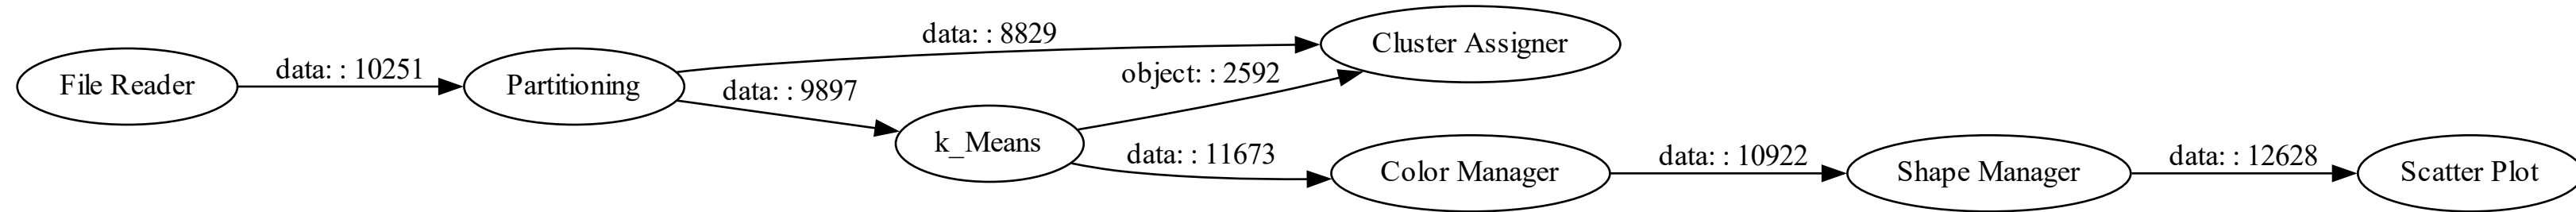 File Reader
data: : 10251
Partitioning
data: : 8829
data: : 9897
k_Means
object: : 2592
data: : 11673
Cluster Assigner
Color Manager
data: : 10922
Shape Manager
data: : 12628
Scatter Plot